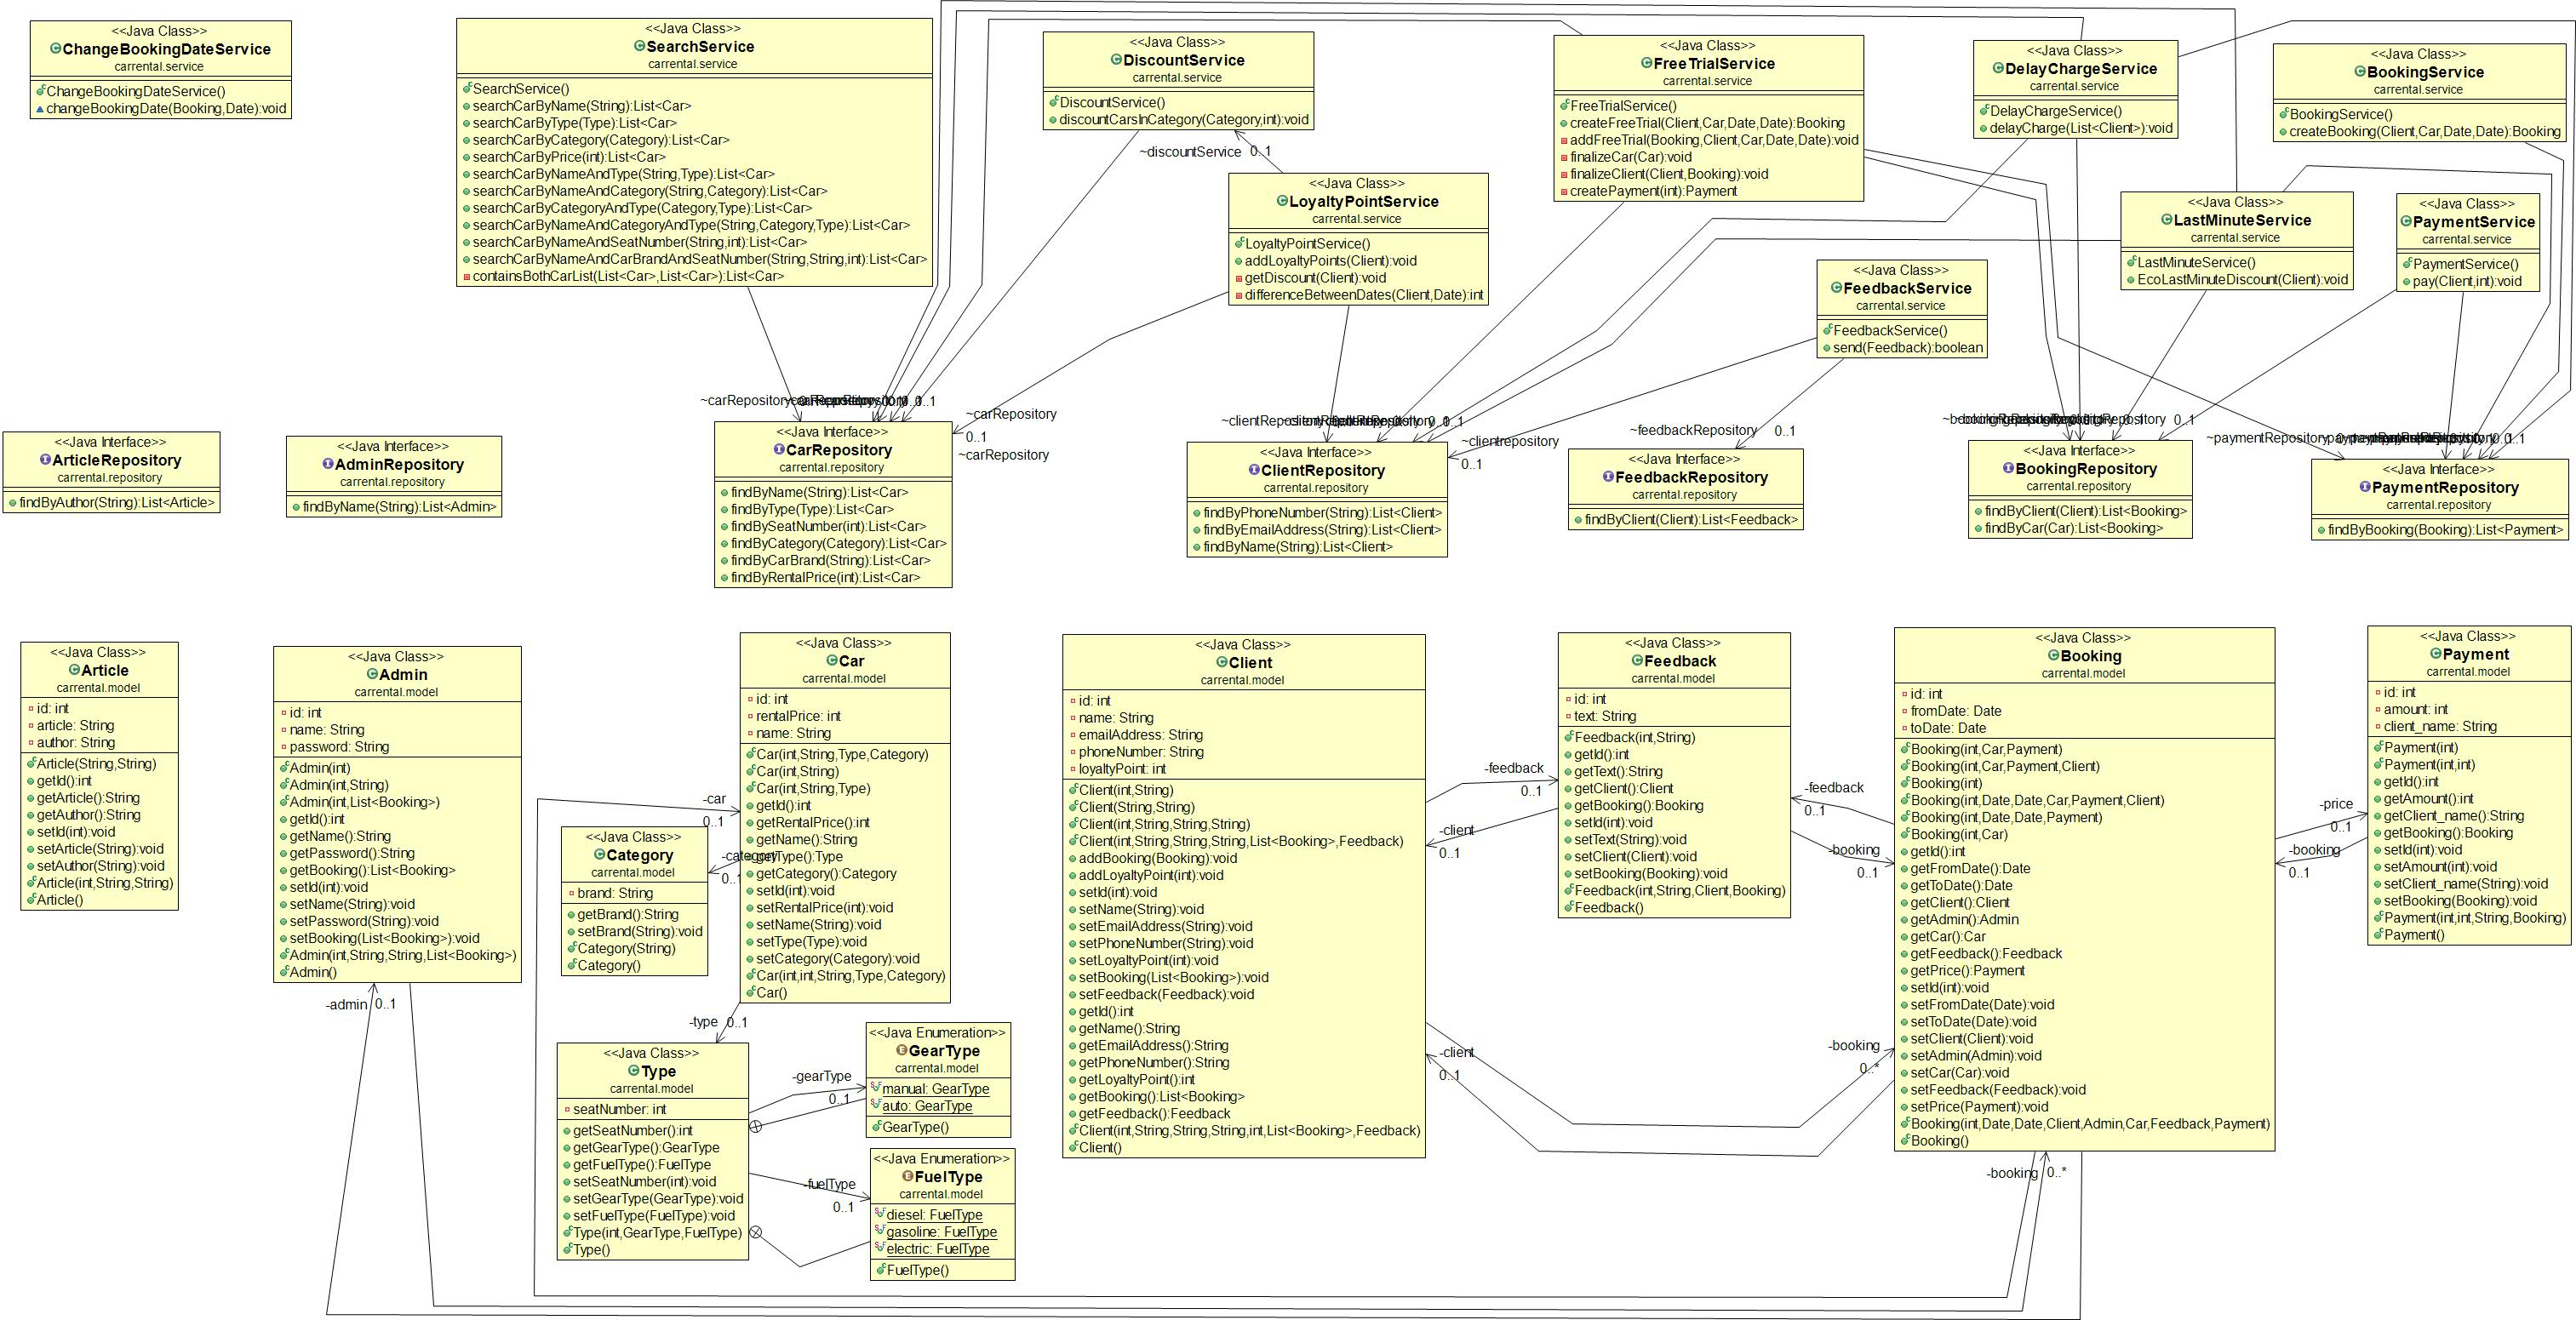 <<Java Class>>
ChangeBookingDateService
carrental.service
ChangeBookingDateService()
changeBookingDate(Booking,Date):void
<<Java Class>>
SearchService
carrental.service
SearchService()
searchCarByName(String):List<Car>
searchCarByType(Type):List<Car>
searchCarByCategory(Category):List<Car>
searchCarByPrice(int):List<Car>
searchCarByNameAndType(String,Type):List<Car>
searchCarByNameAndCategory(String,Category):List<Car>
searchCarByCategoryAndType(Category,Type):List<Car>
searchCarByNameAndCategoryAndType(String,Category,Type):List<Car>
searchCarByNameAndSeatNumber(String,int):List<Car>
searchCarByNameAndCarBrandAndSeatNumber(String,String,int):List<Car>
containsBothCarList(List<Car>,List<Car>):List<Car>
<<Java Class>>
DiscountService
carrental.service
DiscountService()
discountCarsInCategory(Category,int):void
~discountService 0..1
<<Java Class>>
LoyaltyPointService
carrental.service
LoyaltyPointService()
addLoyaltyPoints(Client):void
getDiscount(Client):void
differenceBetweenDates(Client,Date):int
<<Java Class>>
FreeTrialService
carrental.service
FreeTrialService()
createFreeTrial(Client,Car,Date,Date):Booking
addFreeTrial(Booking,Client,Car,Date,Date):void
finalizeCar(Car):void
finalizeClient(Client,Booking):void
createPayment(int):Payment
<<Java Class>>
DelayChargeService
carrental.service
DelayChargeService()
delayCharge(List<Client>):void
<<Java Class>>
BookingService
carrental.service
BookingService()
createBooking(Client,Car,Date,Date):Booking
<<Java Class>>
LastMinuteService
carrental.service
LastMinuteService()
EcoLastMinuteDiscount(Client):void
<<Java Class>>
PaymentService
carrental.service
PaymentService()
pay(Client,int):void
<<Java Class>>
FeedbackService
carrental.service
FeedbackService()
send(Feedback):boolean
~carRepository
~carRepository
0..1
~carRepository
~clientRepository
~clientrepository
0..1
~feedbackRepository 0..1
0..1
~paymentRepository
<<Java Interface>>
ArticleRepository
carrental.repository
findByAuthor(String):List<Article>
<<Java Interface>>
AdminRepository
carrental.repository
findByName(String):List<Admin>
<<Java Interface>>
CarRepository
carrental.repository
findByName(String):List<Car>
findByType(Type):List<Car>
findBySeatNumber(int):List<Car>
findByCategory(Category):List<Car>
findByCarBrand(String):List<Car>
findByRentalPrice(int):List<Car>
<<Java Interface>>
ClientRepository
carrental.repository
findByPhoneNumber(String):List<Client>
findByEmailAddress(String):List<Client>
findByName(String):List<Client>
<<Java Interface>>
FeedbackRepository
carrental.repository
findByClient(Client):List<Feedback>
<<Java Interface>>
BookingRepository
carrental.repository
findByClient(Client):List<Booking>
findByCar(Car):List<Booking>
<<Java Interface>>
PaymentRepository
carrental.repository
findByBooking(Booking):List<Payment>
<<Java Class>>
Article
carrental.model
id: int
article: String
author: String
Article(String,String)
getId():int
getArticle():String
getAuthor():String
setId(int):void
setArticle(String):void
setAuthor(String):void
Article(int,String,String)
Article()
<<Java Class>>
Admin
carrental.model
id: int
name: String
password: String
Admin(int)
Admin(int,String)
Admin(int,List<Booking>)
getId():int
getName():String
getPassword():String
getBooking():List<Booking>
setId(int):void
setName(String):void
setPassword(String):void
setBooking(List<Booking>):void
Admin(int,String,String,List<Booking>)
Admin()
-admin 0..1
<<Java Class>>
Car
carrental.model
id: int
rentalPrice: int
name: String
Car(int,String,Type,Category)
Car(int,String)
Car(int,String,Type)
getId():int
getRentalPrice():int
getName():String
getType():Type
getCategory():Category
setId(int):void
setRentalPrice(int):void
setName(String):void
setType(Type):void
setCategory(Category):void
Car(int,int,String,Type,Category)
Car()
-car
0..1
-category
0..1
<<Java Class>>
Category
carrental.model
brand: String
getBrand():String
setBrand(String):void
Category(String)
Category()
-type 0..1
<<Java Class>>
Type
carrental.model
seatNumber: int
getSeatNumber():int
getGearType():GearType
getFuelType():FuelType
setSeatNumber(int):void
setGearType(GearType):void
setFuelType(FuelType):void
Type(int,GearType,FuelType)
Type()
-gearType
0..1
-fuelType
0..1
<<Java Enumeration>>
GearType
carrental.model
manual: GearType
auto: GearType
GearType()
<<Java Enumeration>>
FuelType
carrental.model
diesel: FuelType
gasoline: FuelType
electric: FuelType
FuelType()
<<Java Class>>
Client
carrental.model
id: int
name: String
emailAddress: String
phoneNumber: String
loyaltyPoint: int
Client(int,String)
Client(String,String)
Client(int,String,String,String)
Client(int,String,String,String,List<Booking>,Feedback)
addBooking(Booking):void
addLoyaltyPoint(int):void
setId(int):void
setName(String):void
setEmailAddress(String):void
setPhoneNumber(String):void
setLoyaltyPoint(int):void
setBooking(List<Booking>):void
setFeedback(Feedback):void
getId():int
getName():String
getEmailAddress():String
getPhoneNumber():String
getLoyaltyPoint():int
getBooking():List<Booking>
getFeedback():Feedback
Client(int,String,String,String,int,List<Booking>,Feedback)
Client()
-feedback
0..1
-client
0..1
-client
0..1
<<Java Class>>
Feedback
carrental.model
id: int
text: String
Feedback(int,String)
getId():int
getText():String
getClient():Client
getBooking():Booking
setId(int):void
setText(String):void
setClient(Client):void
setBooking(Booking):void
Feedback(int,String,Client,Booking)
Feedback()
-feedback
0..1
-booking
0..1
-booking
0..*
<<Java Class>>
Booking
carrental.model
id: int
fromDate: Date
toDate: Date
Booking(int,Car,Payment)
Booking(int,Car,Payment,Client)
Booking(int)
Booking(int,Date,Date,Car,Payment,Client)
Booking(int,Date,Date,Payment)
Booking(int,Car)
getId():int
getFromDate():Date
getToDate():Date
getClient():Client
getAdmin():Admin
getCar():Car
getFeedback():Feedback
getPrice():Payment
setId(int):void
setFromDate(Date):void
setToDate(Date):void
setClient(Client):void
setAdmin(Admin):void
setCar(Car):void
setFeedback(Feedback):void
setPrice(Payment):void
Booking(int,Date,Date,Client,Admin,Car,Feedback,Payment)
Booking()
-booking 0..*
-price
0..1
-booking
0..1
<<Java Class>>
Payment
carrental.model
id: int
amount: int
client_name: String
Payment(int)
Payment(int,int)
getId():int
getAmount():int
getClient_name():String
getBooking():Booking
setId(int):void
setAmount(int):void
setClient_name(String):void
setBooking(Booking):void
Payment(int,int,String,Booking)
Payment()